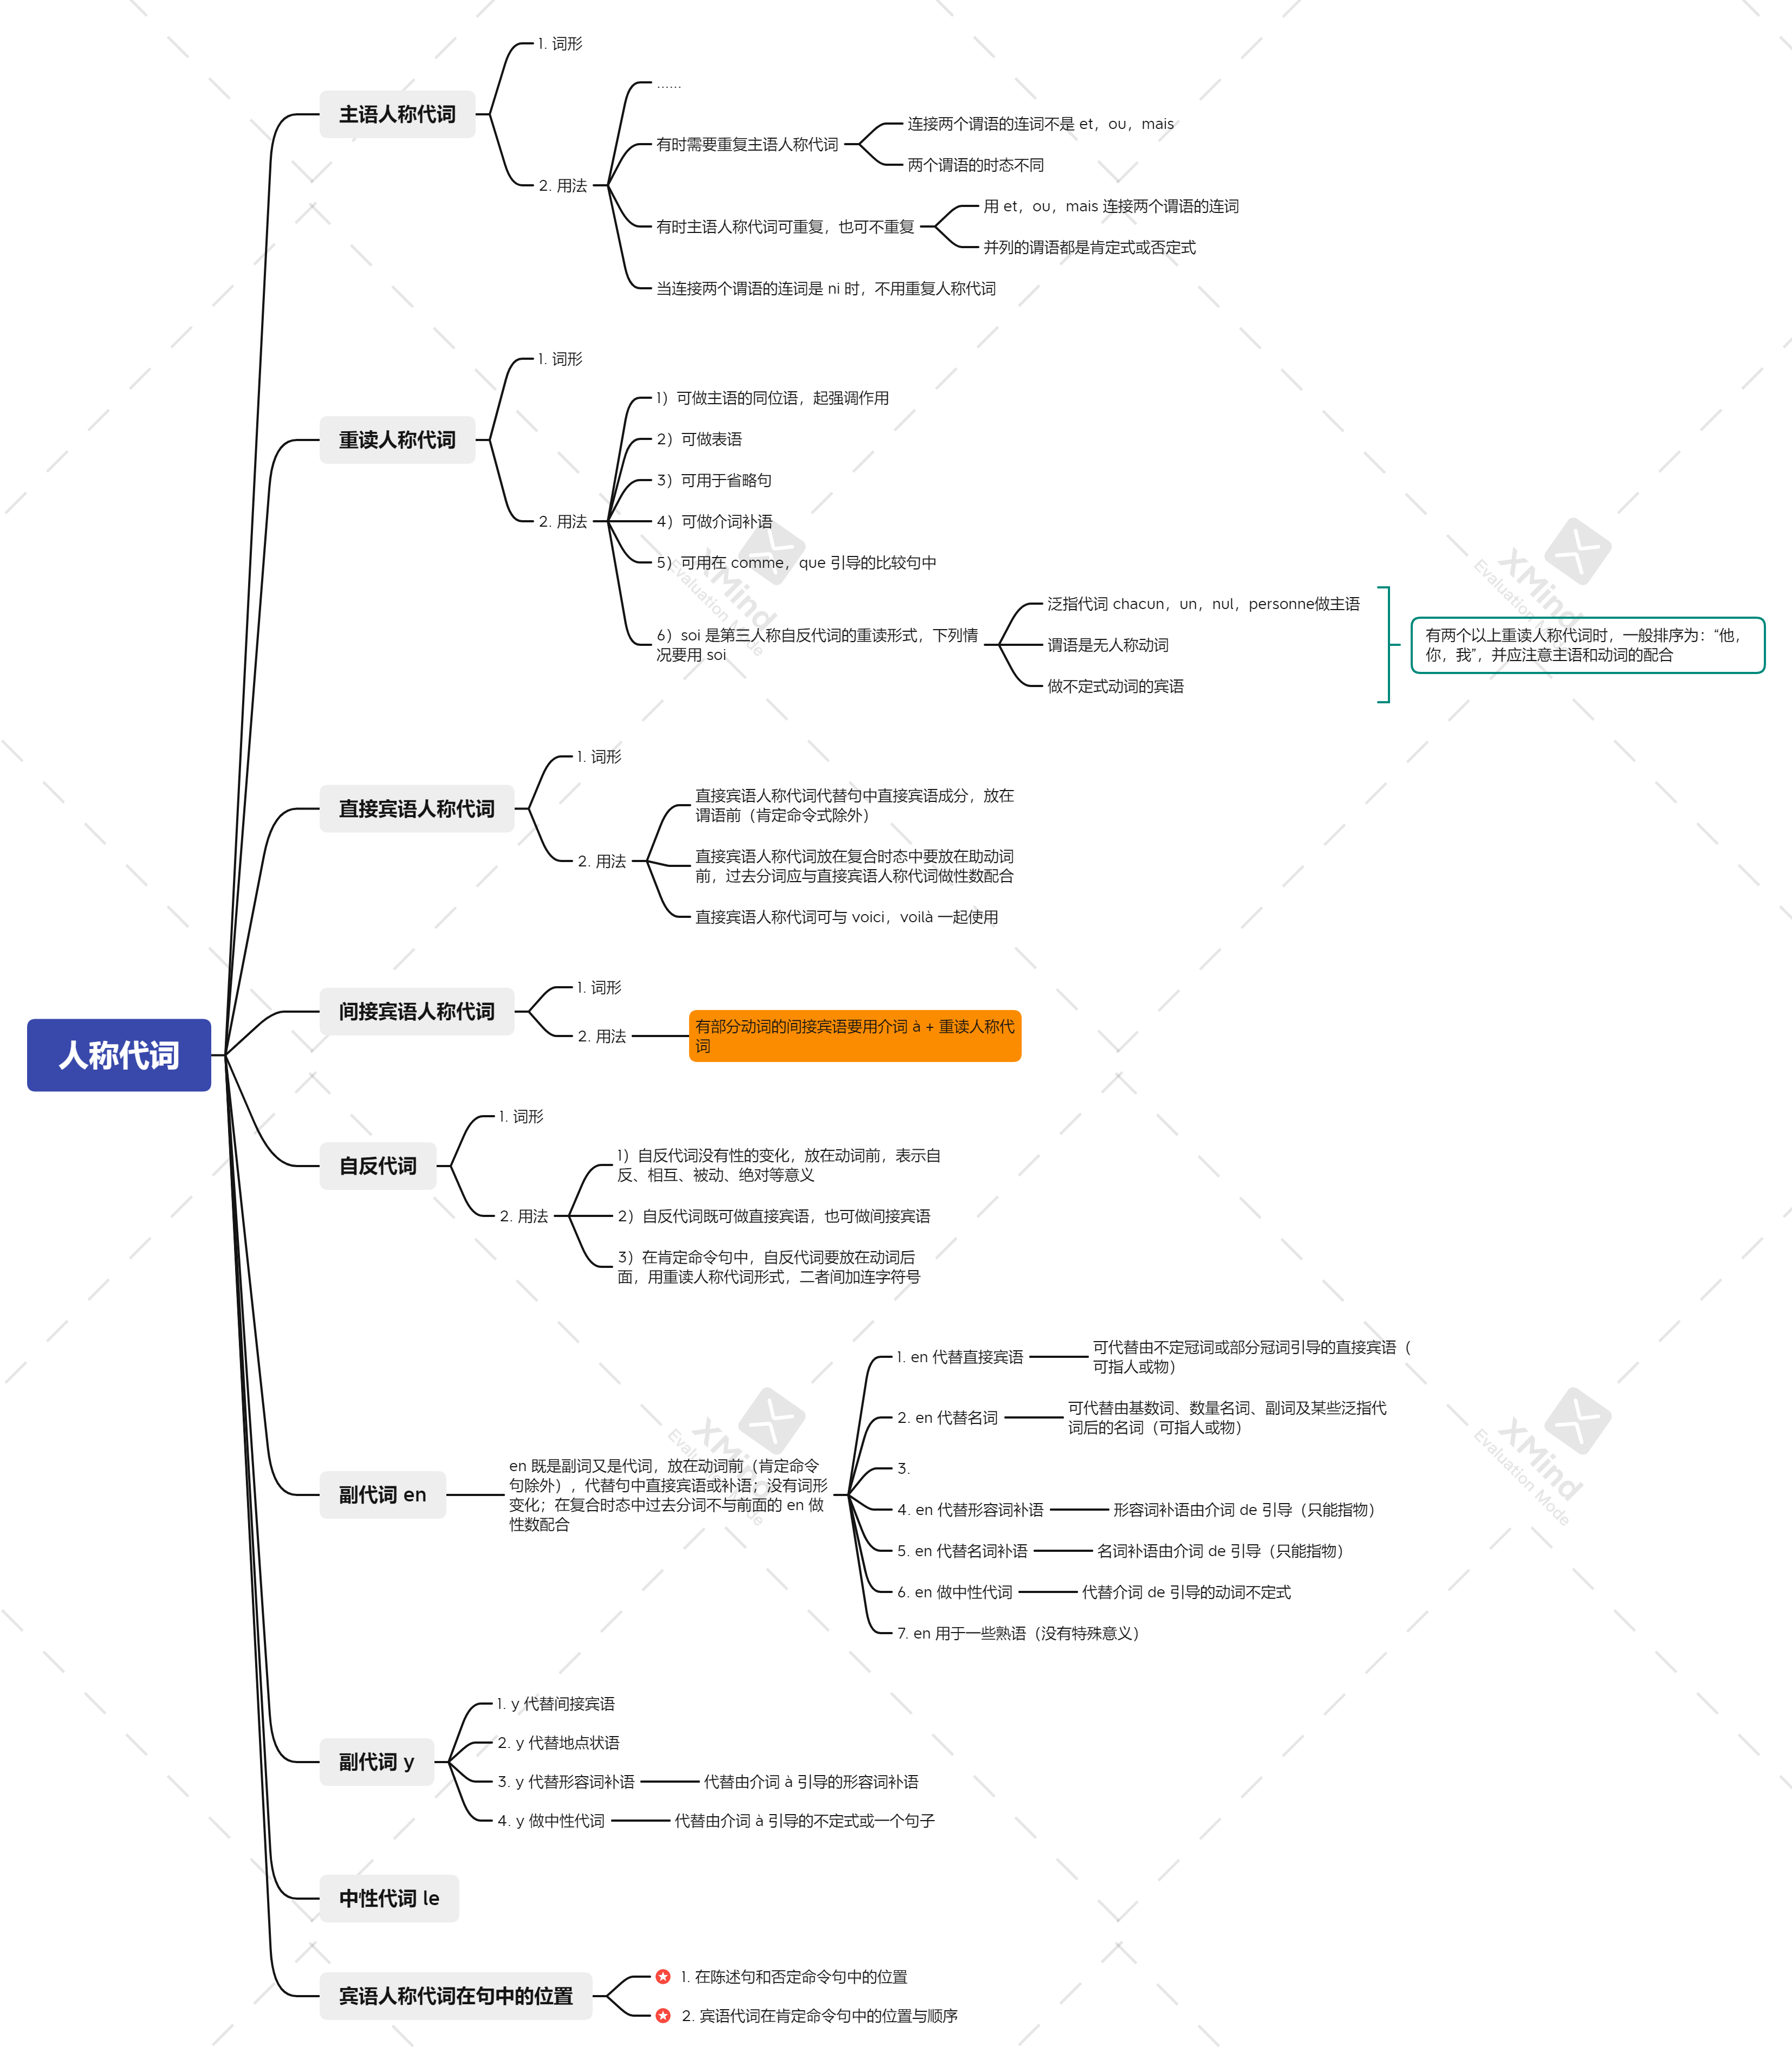 人称代词
主语人称代词
1. 词形
2. 用法
……
有时需要重复主语人称代词
连接两个谓语的连词不是 et，ou，mais
两个谓语的时态不同
有时主语人称代词可重复，也可不重复
用 et，ou，mais 连接两个谓语的连词
并列的谓语都是肯定式或否定式
当连接两个谓语的连词是 ni 时，不用重复人称代词
重读人称代词
1. 词形
2. 用法
1）可做主语的同位语，起强调作用
2）可做表语
3）可用于省略句
4）可做介词补语
5）可用在 comme，que 引导的比较句中
6）soi 是第三人称自反代词的重读形式，下列情
况要用 soi
泛指代词 chacun，un，nul，personne做主语
谓语是无人称动词
做不定式动词的宾语
有两个以上重读人称代词时，一般排序为：“他，
你，我”，并应注意主语和动词的配合
直接宾语人称代词
1. 词形
2. 用法
直接宾语人称代词代替句中直接宾语成分，放在
谓语前（肯定命令式除外）
直接宾语人称代词放在复合时态中要放在助动词
前，过去分词应与直接宾语人称代词做性数配合
直接宾语人称代词可与 voici，voilà 一起使用
间接宾语人称代词
1. 词形
2. 用法
有部分动词的间接宾语要用介词 à + 重读人称代
词
自反代词
1. 词形
2. 用法
1）自反代词没有性的变化，放在动词前，表示自
反、相互、被动、绝对等意义
2）自反代词既可做直接宾语，也可做间接宾语
3）在肯定命令句中，自反代词要放在动词后
面，用重读人称代词形式，二者间加连字符号
副代词 en
en 既是副词又是代词，放在动词前（肯定命令
句除外），代替句中直接宾语或补语；没有词形
变化；在复合时态中过去分词不与前面的 en 做
性数配合
1. en 代替直接宾语
可代替由不定冠词或部分冠词引导的直接宾语（
可指人或物）
2. en 代替名词
可代替由基数词、数量名词、副词及某些泛指代
词后的名词（可指人或物）
3.
4. en 代替形容词补语
形容词补语由介词 de 引导（只能指物）
5. en 代替名词补语
名词补语由介词 de 引导（只能指物）
6. en 做中性代词
代替介词 de 引导的动词不定式
7. en 用于一些熟语（没有特殊意义）
副代词 y
1. y 代替间接宾语
2. y 代替地点状语
3. y 代替形容词补语
代替由介词 à 引导的形容词补语
4. y 做中性代词
代替由介词 à 引导的不定式或一个句子
中性代词 le
宾语人称代词在句中的位置
1. 在陈述句和否定命令句中的位置
2. 宾语代词在肯定命令句中的位置与顺序
XMind
Evaluation Mode
XMind
Evaluation Mode
XMind
Evaluation Mode
XMind
Evaluation Mode